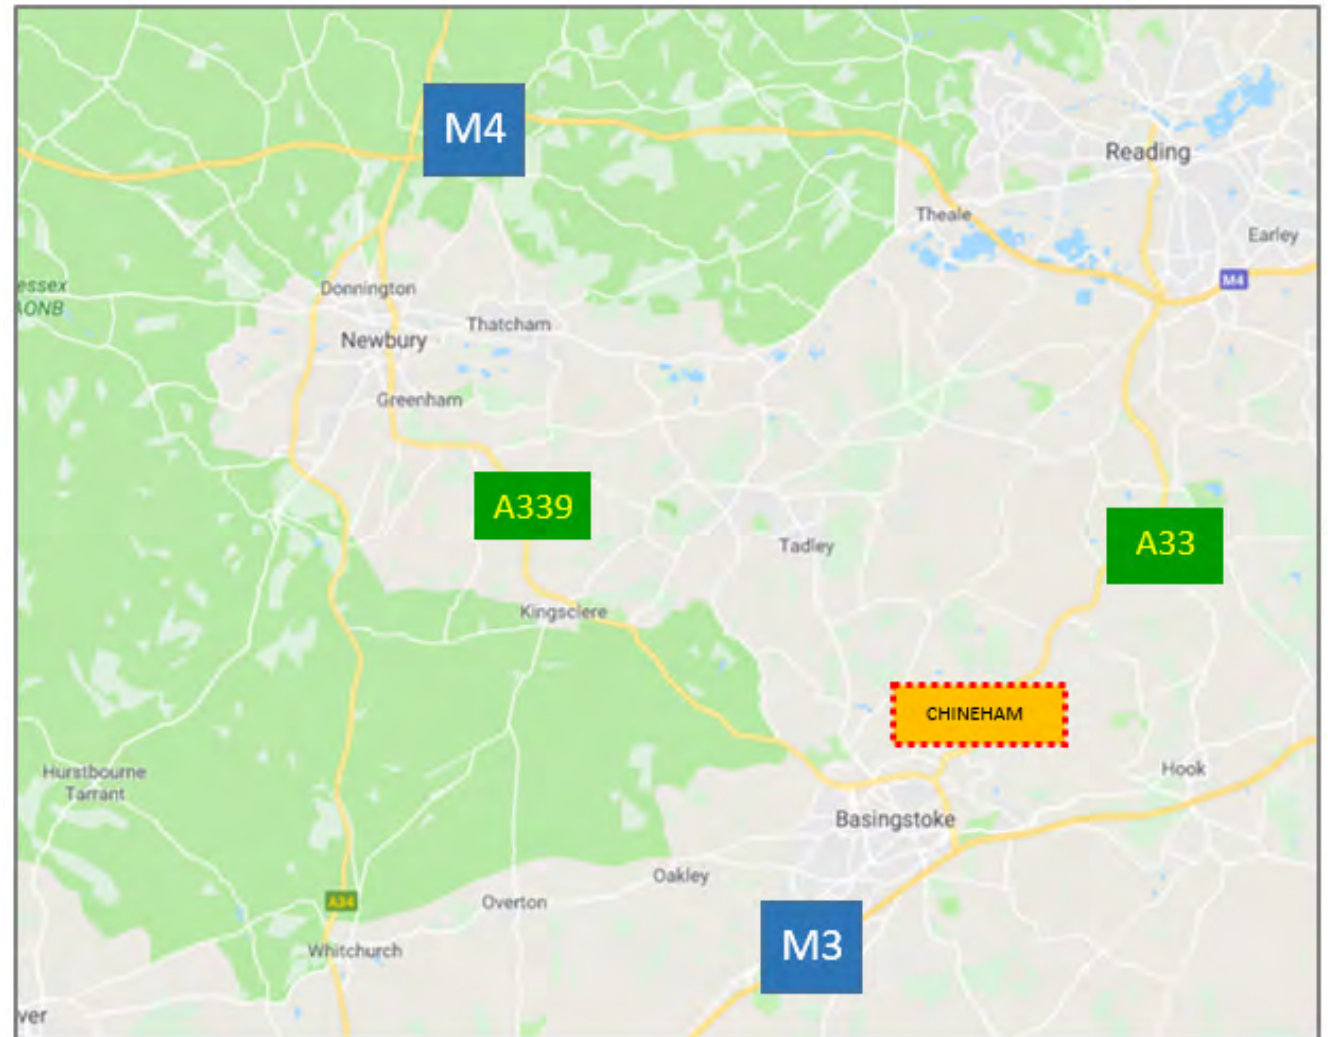 M4
Reading
Theale
Earley
M4
essex
AONB
Donnington
Thatcham
Newbury
Greenham
A339
A33
Tadley
Kingsclere
CHINEHAM
Hook
Hurstbourne
Tarrant
Basingstoke
Oakley
A34
Overton
M3
Whitchurch
ver